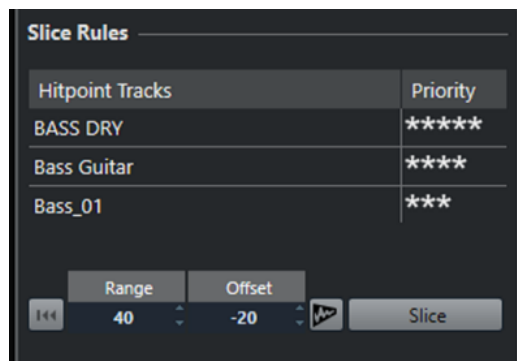 Slice Rules
Hitpoint Tracks Priority
BASS DRY *****
Bass Guitar ****
Bass_01 ***
Range Offset
40 -20 Slice